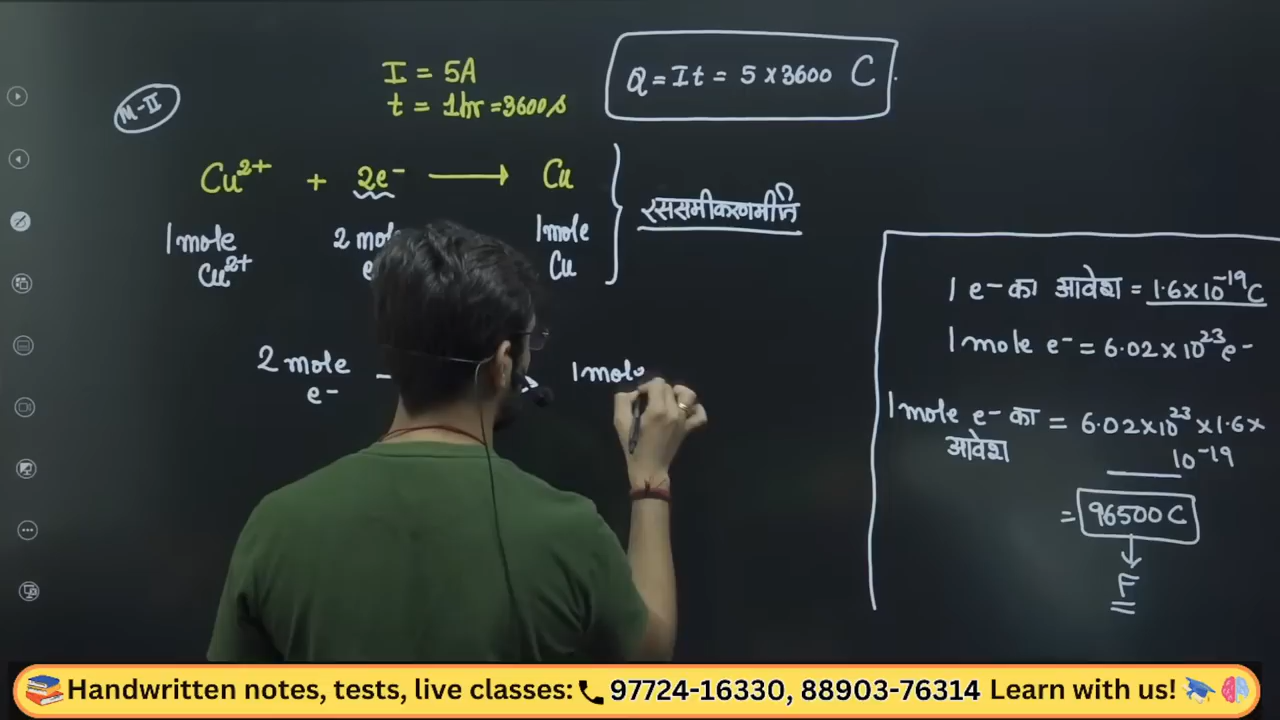 M-II
I = 5A
t = 1hr = 3600 s
Q = It = 5 × 3600 C
Cu²⁺ + 2e⁻ ⟶ Cu
1 mole 2 mol 1 mole
Cu²⁺ e Cu
रससमीकरणमीति
2 mole 1 mole
e⁻
1 e⁻ का आवेश = 1.6×10⁻¹⁹ C
1 mole e⁻ = 6.02×10²³ e⁻
1 mole e⁻ का = 6.02×10²³ ×1.6×
आवेश 10⁻¹⁹
= 96500 C
↓
F
Handwritten notes, tests, live classes: 97724-16330, 88903-76314 Learn with us!